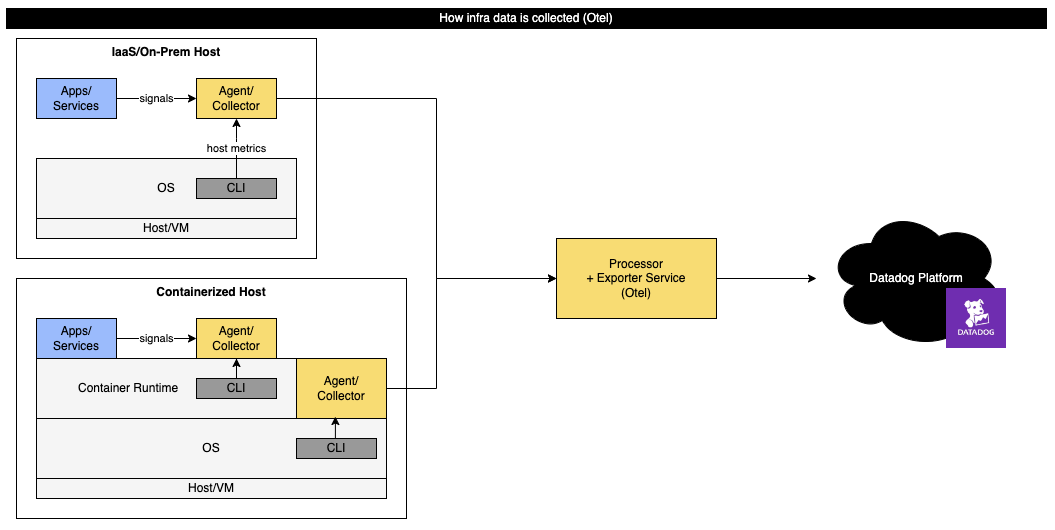 How infra data is collected (Otel)
IaaS/On-Prem Host
Apps/
Services
signals
Agent/
Collector
host metrics
OS
CLI
Host/VM
Processor
+ Exporter Service
(Otel)
Datadog Platform
DATADOG
Containerized Host
Apps/
Services
signals
Agent/
Collector
Container Runtime
CLI
Agent/
Collector
OS
CLI
Host/VM